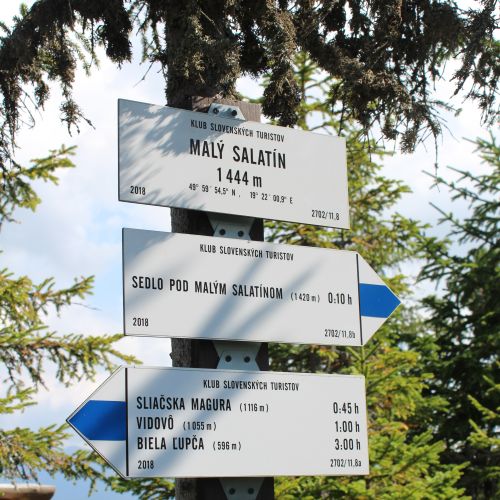 KLUB SLOVENSKÝCH TURISTOV
MALÝ SALATÍN
1 444 m
49° 59´ 54,5" N , 19° 22´ 00,9" E
2018 2702/11,8
KLUB SLOVENSKÝCH TURISTOV
SEDLO POD MALÝM SALATÍNOM (1 420 m) 0:10 h
2018 2702/11,8b
KLUB SLOVENSKÝCH TURISTOV
SLIAČSKA MAGURA (1 116 m) 0:45 h
VIDOVÔ (1 055 m) 1:00 h
BIELA ĽUPČA (596 m) 3:00 h
2018 2702/11,8a